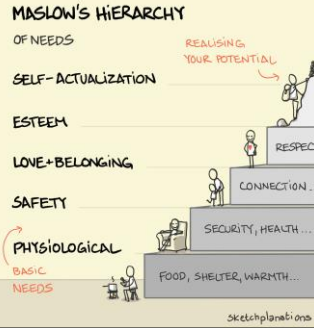 MASLOW'S HiERARCHY
OF NEEDS
REALISING
YOUR POTENTIAL
SELF-ACTUALIZATION
ESTEEM
RESPEC
LOVE+BELONGING
CONNECTION...
SAFETY
SECURITY, HEALTH...
PHYSIOLOGICAL
BASIC
NEEDS
FOOD, SHELTER, WARMTH...
sketchplanations